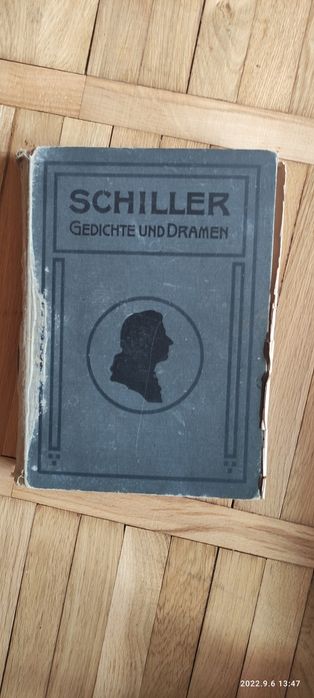 SCHILLER
GEDICHTE UND DRAMEN
2022.9.6 13:47